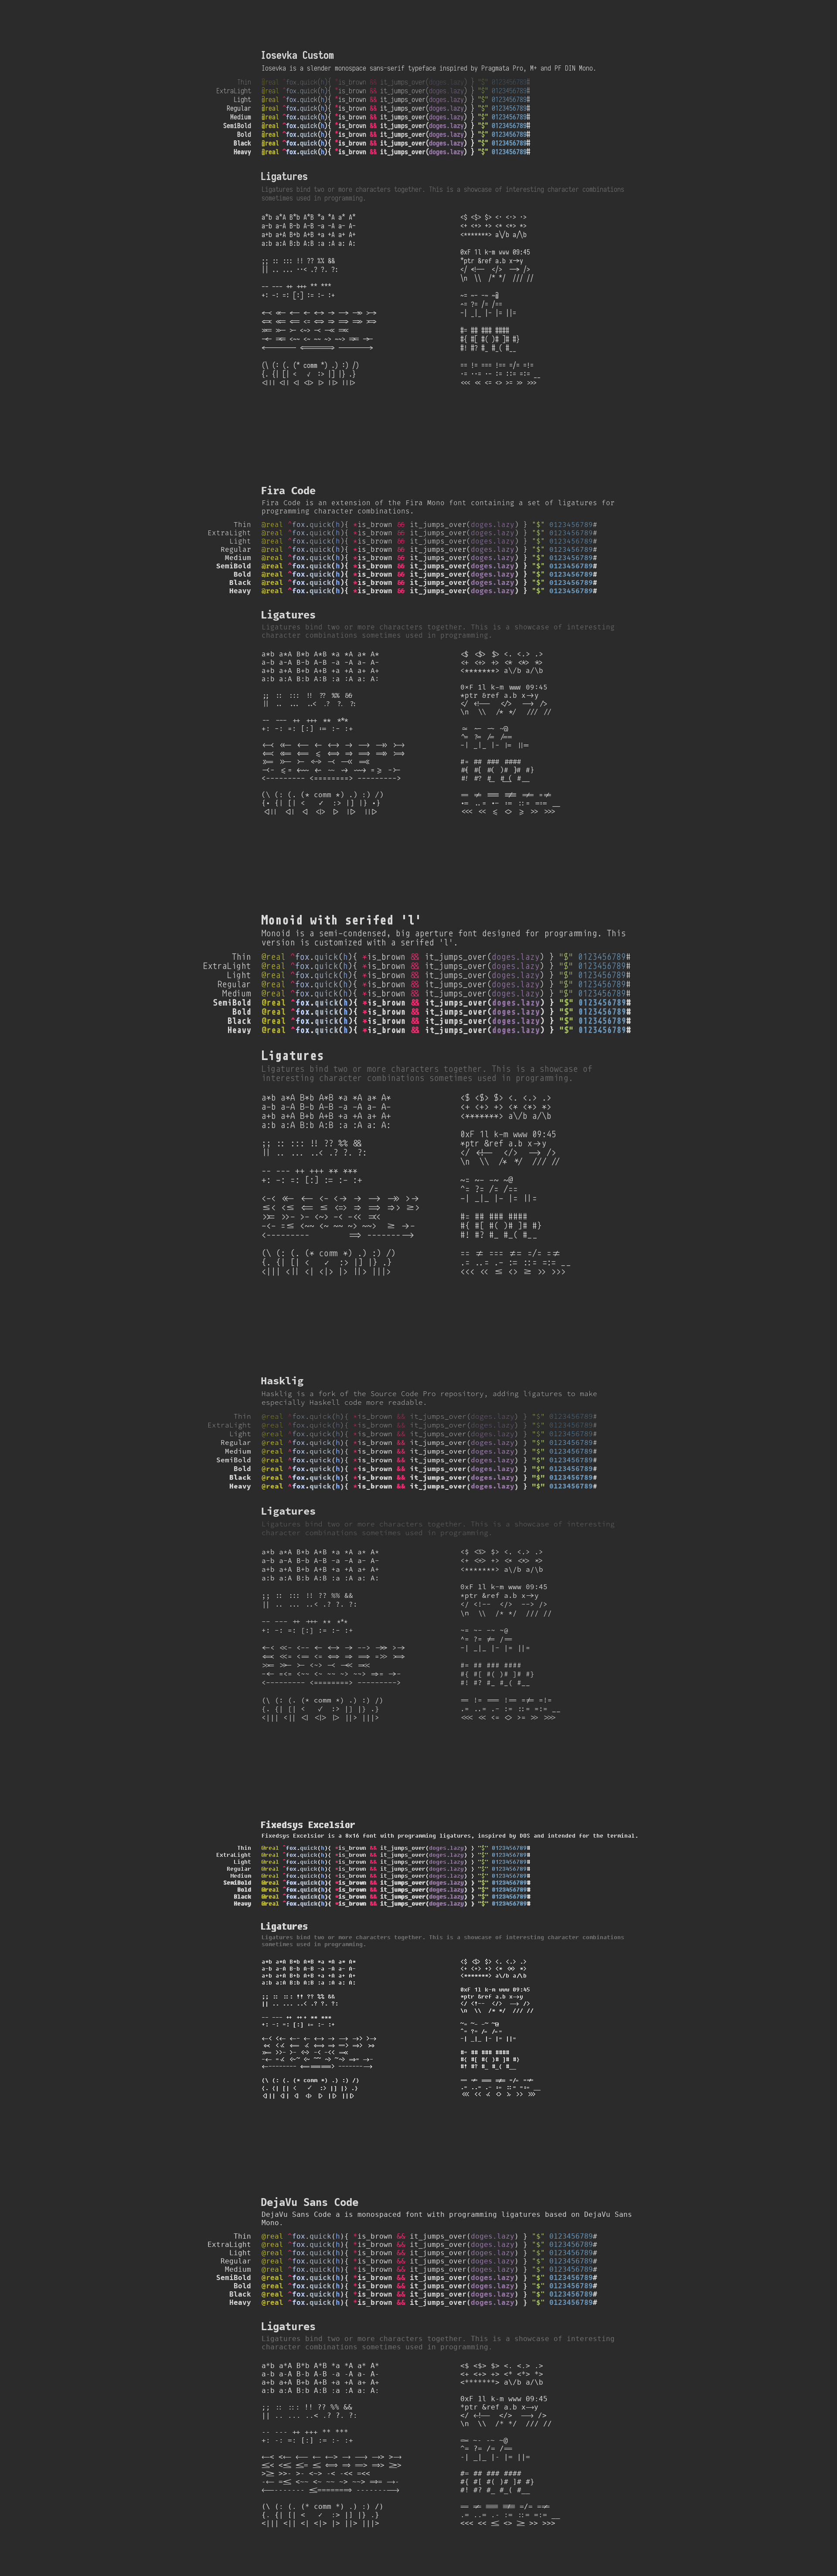 Iosevka Custom
Iosevka is a slender monospace sans-serif typeface inspired by Pragmata Pro, M+ and PF DIN Mono.
Thin @real ^fox.quick(h){ *is_brown && it_jumps_over(doges.lazy) } "$" 0123456789#
ExtraLight @real ^fox.quick(h){ *is_brown && it_jumps_over(doges.lazy) } "$" 0123456789#
Light @real ^fox.quick(h){ *is_brown && it_jumps_over(doges.lazy) } "$" 0123456789#
Regular @real ^fox.quick(h){ *is_brown && it_jumps_over(doges.lazy) } "$" 0123456789#
Medium @real ^fox.quick(h){ *is_brown && it_jumps_over(doges.lazy) } "$" 0123456789#
SemiBold @real ^fox.quick(h){ *is_brown && it_jumps_over(doges.lazy) } "$" 0123456789#
Bold @real ^fox.quick(h){ *is_brown && it_jumps_over(doges.lazy) } "$" 0123456789#
Black @real ^fox.quick(h){ *is_brown && it_jumps_over(doges.lazy) } "$" 0123456789#
Heavy @real ^fox.quick(h){ *is_brown && it_jumps_over(doges.lazy) } "$" 0123456789#
Ligatures
Ligatures bind two or more characters together. This is a showcase of interesting character combinations
sometimes used in programming.
a*b a*A B*b A*B *a *A a* A*
a-b a-A B-b A-B -a -A a- A-
a+b a+A B+b A+B +a +A a+ A+
a:b a:A B:b A:B :a :A a: A:
;; :: ::: !! ?? %% &&
|| .. ... ..< .? ?. ?:
-- --- ++ +++ ** ***
+: -: =: [:] := :- :+
(\ (: (. (* comm *) .) :) /)
{. {| [| < ✓ :> |] |} .}
<$ <$> $> <. <.> .>
<+ <+> +> <* <*> *>
<*******> a\/b a/\b
0xF 1l k-m www 09:45
*ptr &ref a.b x->y
</ <!-- </> --> />
\n \\ /* */ /// //
~= ~- -~ ~@
^= ?= /= /==
-| _|_ |- |= ||=
#= ## ### ####
#{ #[ #( )# ]# #}
#! #? #_ #_( #__
== != === !== =/= =!=
.= ..= .- := ::= =:= __
<<< << <= <> >= >> >>>
Fira Code
Fira Code is an extension of the Fira Mono font containing a set of ligatures for
programming character combinations.
Thin @real ^fox.quick(h){ *is_brown && it_jumps_over(doges.lazy) } "$" 0123456789#
ExtraLight @real ^fox.quick(h){ *is_brown && it_jumps_over(doges.lazy) } "$" 0123456789#
Light @real ^fox.quick(h){ *is_brown && it_jumps_over(doges.lazy) } "$" 0123456789#
Regular @real ^fox.quick(h){ *is_brown && it_jumps_over(doges.lazy) } "$" 0123456789#
Medium @real ^fox.quick(h){ *is_brown && it_jumps_over(doges.lazy) } "$" 0123456789#
SemiBold @real ^fox.quick(h){ *is_brown && it_jumps_over(doges.lazy) } "$" 0123456789#
Bold @real ^fox.quick(h){ *is_brown && it_jumps_over(doges.lazy) } "$" 0123456789#
Black @real ^fox.quick(h){ *is_brown && it_jumps_over(doges.lazy) } "$" 0123456789#
Heavy @real ^fox.quick(h){ *is_brown && it_jumps_over(doges.lazy) } "$" 0123456789#
Ligatures
Ligatures bind two or more characters together. This is a showcase of interesting
character combinations sometimes used in programming.
a*b a*A B*b A*B *a *A a* A*
a-b a-A B-b A-B -a -A a- A-
a+b a+A B+b A+B +a +A a+ A+
a:b a:A B:b A:B :a :A a: A:
;; :: ::: !! ?? %% &&
|| .. ... ..< .? ?. ?:
-- --- ++ +++ ** ***
+: -: =: [:] := :- :+
<--------- <========> --------->
(\ (: (. (* comm *) .) :) /)
{. {| [| < ✓ :> |] |} .}
<||| <|| <| <|> |> ||> |||>
<$ <$> $> <. <.> .>
<+ <+> +> <* <*> *>
<*******> a\/b a/\b
0xF 1l k-m www 09:45
*ptr &ref a.b x->y
</ <!-- </> --> />
\n \\ /* */ /// //
~= ~- -~ ~@
^= ?= /= /==
-| _|_ |- |= ||=
#= ## ### ####
#{ #[ #( )# ]# #}
#! #? #_ #_( #__
== != === !== =/= =!=
.= ..= .- := ::= =:= __
<<< << <= <> >= >> >>>
Monoid with serifed 'l'
Monoid is a semi-condensed, big aperture font designed for programming. This
version is customized with a serifed 'l'.
Thin @real ^fox.quick(h){ *is_brown && it_jumps_over(doges.lazy) } "$" 0123456789#
ExtraLight @real ^fox.quick(h){ *is_brown && it_jumps_over(doges.lazy) } "$" 0123456789#
Light @real ^fox.quick(h){ *is_brown && it_jumps_over(doges.lazy) } "$" 0123456789#
Regular @real ^fox.quick(h){ *is_brown && it_jumps_over(doges.lazy) } "$" 0123456789#
Medium @real ^fox.quick(h){ *is_brown && it_jumps_over(doges.lazy) } "$" 0123456789#
SemiBold @real ^fox.quick(h){ *is_brown && it_jumps_over(doges.lazy) } "$" 0123456789#
Bold @real ^fox.quick(h){ *is_brown && it_jumps_over(doges.lazy) } "$" 0123456789#
Black @real ^fox.quick(h){ *is_brown && it_jumps_over(doges.lazy) } "$" 0123456789#
Heavy @real ^fox.quick(h){ *is_brown && it_jumps_over(doges.lazy) } "$" 0123456789#
Ligatures
Ligatures bind two or more characters together. This is a showcase of
interesting character combinations sometimes used in programming.
a*b a*A B*b A*B *a *A a* A*
a-b a-A B-b A-B -a -A a- A-
a+b a+A B+b A+B +a +A a+ A+
a:b a:A B:b A:B :a :A a: A:
;; :: ::: !! ?? %% &&
|| .. ... ..< .? ?. ?:
-- --- ++ +++ ** ***
+: -: =: [:] := :- :+
(\ (: (. (* comm *) .) :) /)
{. {| [| < ✓ :> |] |} .}
<||| <|| <| <|> |> ||> |||>
<$ <$> $> <. <.> .>
<+ <+> +> <* <*> *>
<*******> a\/b a/\b
0xF 1l k-m www 09:45
*ptr &ref a.b x->y
</ <!-- </> --> />
\n \\ /* */ /// //
~= ~- -~ ~@
^= ?= /= /==
-| _|_ |- |= ||=
#= ## ### ####
#{ #[ #( )# ]# #}
#! #? #_ #_( #__
== != === !== =/= =!=
.= ..= .- := ::= =:= __
<<< << <= <> >= >> >>>
Hasklig
Hasklig is a fork of the Source Code Pro repository, adding ligatures to make
especially Haskell code more readable.
Thin @real ^fox.quick(h){ *is_brown && it_jumps_over(doges.lazy) } "$" 0123456789#
ExtraLight @real ^fox.quick(h){ *is_brown && it_jumps_over(doges.lazy) } "$" 0123456789#
Light @real ^fox.quick(h){ *is_brown && it_jumps_over(doges.lazy) } "$" 0123456789#
Regular @real ^fox.quick(h){ *is_brown && it_jumps_over(doges.lazy) } "$" 0123456789#
Medium @real ^fox.quick(h){ *is_brown && it_jumps_over(doges.lazy) } "$" 0123456789#
SemiBold @real ^fox.quick(h){ *is_brown && it_jumps_over(doges.lazy) } "$" 0123456789#
Bold @real ^fox.quick(h){ *is_brown && it_jumps_over(doges.lazy) } "$" 0123456789#
Black @real ^fox.quick(h){ *is_brown && it_jumps_over(doges.lazy) } "$" 0123456789#
Heavy @real ^fox.quick(h){ *is_brown && it_jumps_over(doges.lazy) } "$" 0123456789#
Ligatures
Ligatures bind two or more characters together. This is a showcase of interesting
character combinations sometimes used in programming.
a*b a*A B*b A*B *a *A a* A*
a-b a-A B-b A-B -a -A a- A-
a+b a+A B+b A+B +a +A a+ A+
a:b a:A B:b A:B :a :A a: A:
;; :: ::: !! ?? %% &&
|| .. ... ..< .? ?. ?:
-- --- ++ +++ ** ***
+: -: =: [:] := :- :+
<--------- <========> --------->
(\ (: (. (* comm *) .) :) /)
{. {| [| < ✓ :> |] |} .}
<||| <|| <| <|> |> ||> |||>
<$ <$> $> <. <.> .>
<+ <+> +> <* <*> *>
<*******> a\/b a/\b
0xF 1l k-m www 09:45
*ptr &ref a.b x->y
</ <!-- </> --> />
\n \\ /* */ /// //
~= ~- -~ ~@
^= ?= /= /==
-| _|_ |- |= ||=
#= ## ### ####
#{ #[ #( )# ]# #}
#! #? #_ #_( #__
== != === !== =/= =!=
.= ..= .- := ::= =:= __
<<< << <= <> >= >> >>>
Fixedsys Excelsior
Fixedsys Excelsior is a 8x16 font with programming ligatures, inspired by DOS and intended for the terminal.
Thin @real ^fox.quick(h){ *is_brown && it_jumps_over(doges.lazy) } "$" 0123456789#
ExtraLight @real ^fox.quick(h){ *is_brown && it_jumps_over(doges.lazy) } "$" 0123456789#
Light @real ^fox.quick(h){ *is_brown && it_jumps_over(doges.lazy) } "$" 0123456789#
Regular @real ^fox.quick(h){ *is_brown && it_jumps_over(doges.lazy) } "$" 0123456789#
Medium @real ^fox.quick(h){ *is_brown && it_jumps_over(doges.lazy) } "$" 0123456789#
SemiBold @real ^fox.quick(h){ *is_brown && it_jumps_over(doges.lazy) } "$" 0123456789#
Bold @real ^fox.quick(h){ *is_brown && it_jumps_over(doges.lazy) } "$" 0123456789#
Black @real ^fox.quick(h){ *is_brown && it_jumps_over(doges.lazy) } "$" 0123456789#
Heavy @real ^fox.quick(h){ *is_brown && it_jumps_over(doges.lazy) } "$" 0123456789#
Ligatures
Ligatures bind two or more characters together. This is a showcase of interesting character combinations
sometimes used in programming.
a*b a*A B*b A*B *a *A a* A*
a-b a-A B-b A-B -a -A a- A-
a+b a+A B+b A+B +a +A a+ A+
a:b a:A B:b A:B :a :A a: A:
;; :: ::: !! ?? %% &&
|| .. ... ..< .? ?. ?:
-- --- ++ +++ ** ***
+: -: =: [:] := :- :+
(\ (: (. (* comm *) .) :) /)
{. {| [| < ✓ :> |] |} .}
<||| <|| <| <|> |> ||> |||>
<$ <$> $> <. <.> .>
<+ <+> +> <* <*> *>
<*******> a\/b a/\b
0xF 1l k-m www 09:45
*ptr &ref a.b x->y
</ <!-- </> --> />
\n \\ /* */ /// //
~= ~- -~ ~@
^= ?= /= /==
-| _|_ |- |= ||=
#= ## ### ####
#{ #[ #( )# ]# #}
#! #? #_ #_( #__
== != === !== =/= =!=
.= ..= .- := ::= =:= __
<<< << <= <> >= >> >>>
DejaVu Sans Code
DejaVu Sans Code a is monospaced font with programming ligatures based on DejaVu Sans
Mono.
Thin @real ^fox.quick(h){ *is_brown && it_jumps_over(doges.lazy) } "$" 0123456789#
ExtraLight @real ^fox.quick(h){ *is_brown && it_jumps_over(doges.lazy) } "$" 0123456789#
Light @real ^fox.quick(h){ *is_brown && it_jumps_over(doges.lazy) } "$" 0123456789#
Regular @real ^fox.quick(h){ *is_brown && it_jumps_over(doges.lazy) } "$" 0123456789#
Medium @real ^fox.quick(h){ *is_brown && it_jumps_over(doges.lazy) } "$" 0123456789#
SemiBold @real ^fox.quick(h){ *is_brown && it_jumps_over(doges.lazy) } "$" 0123456789#
Bold @real ^fox.quick(h){ *is_brown && it_jumps_over(doges.lazy) } "$" 0123456789#
Black @real ^fox.quick(h){ *is_brown && it_jumps_over(doges.lazy) } "$" 0123456789#
Heavy @real ^fox.quick(h){ *is_brown && it_jumps_over(doges.lazy) } "$" 0123456789#
Ligatures
Ligatures bind two or more characters together. This is a showcase of interesting
character combinations sometimes used in programming.
a*b a*A B*b A*B *a *A a* A*
a-b a-A B-b A-B -a -A a- A-
a+b a+A B+b A+B +a +A a+ A+
a:b a:A B:b A:B :a :A a: A:
;; :: ::: !! ?? %% &&
|| .. ... ..< .? ?. ?:
-- --- ++ +++ ** ***
+: -: =: [:] := :- :+
(\ (: (. (* comm *) .) :) /)
{. {| [| < ✓ :> |] |} .}
<||| <|| <| <|> |> ||> |||>
<$ <$> $> <. <.> .>
<+ <+> +> <* <*> *>
<*******> a\/b a/\b
0xF 1l k-m www 09:45
*ptr &ref a.b x->y
</ <!-- </> --> />
\n \\ /* */ /// //
~= ~- -~ ~@
^= ?= /= /==
-| _|_ |- |= ||=
#= ## ### ####
#{ #[ #( )# ]# #}
#! #? #_ #_( #__
== != === !== =/= =!=
.= ..= .- := ::= =:= __
<<< << <= <> >= >> >>>